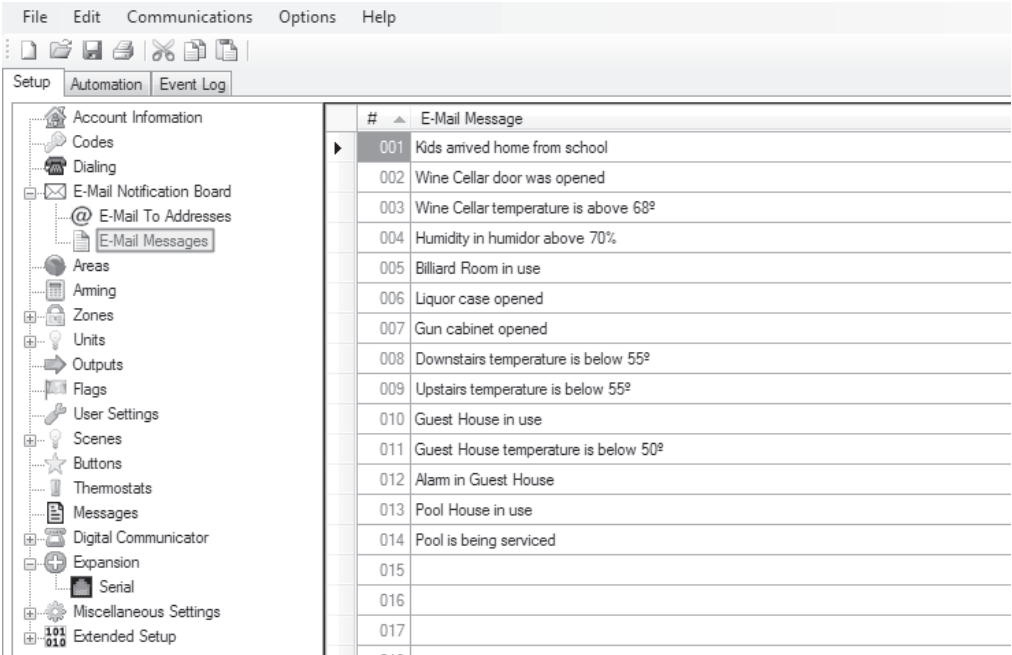 File Edit Communications Options Help
Setup Automation Event Log
Account Information
Codes
Dialing
E-Mail Notification Board
E-Mail To Addresses
E-Mail Messages
Areas
Arming
Zones
Units
Outputs
Flags
User Settings
Scenes
Buttons
Thermostats
Messages
Digital Communicator
Expansion
Serial
Miscellaneous Settings
Extended Setup
# E-Mail Message
001 Kids arrived home from school
002 Wine Cellar door was opened
003 Wine Cellar temperature is above 68º
004 Humidity in humidor above 70%
005 Billiard Room in use
006 Liquor case opened
007 Gun cabinet opened
008 Downstairs temperature is below 55º
009 Upstairs temperature is below 55º
010 Guest House in use
011 Guest House temperature is below 50º
012 Alarm in Guest House
013 Pool House in use
014 Pool is being serviced
015
016
017